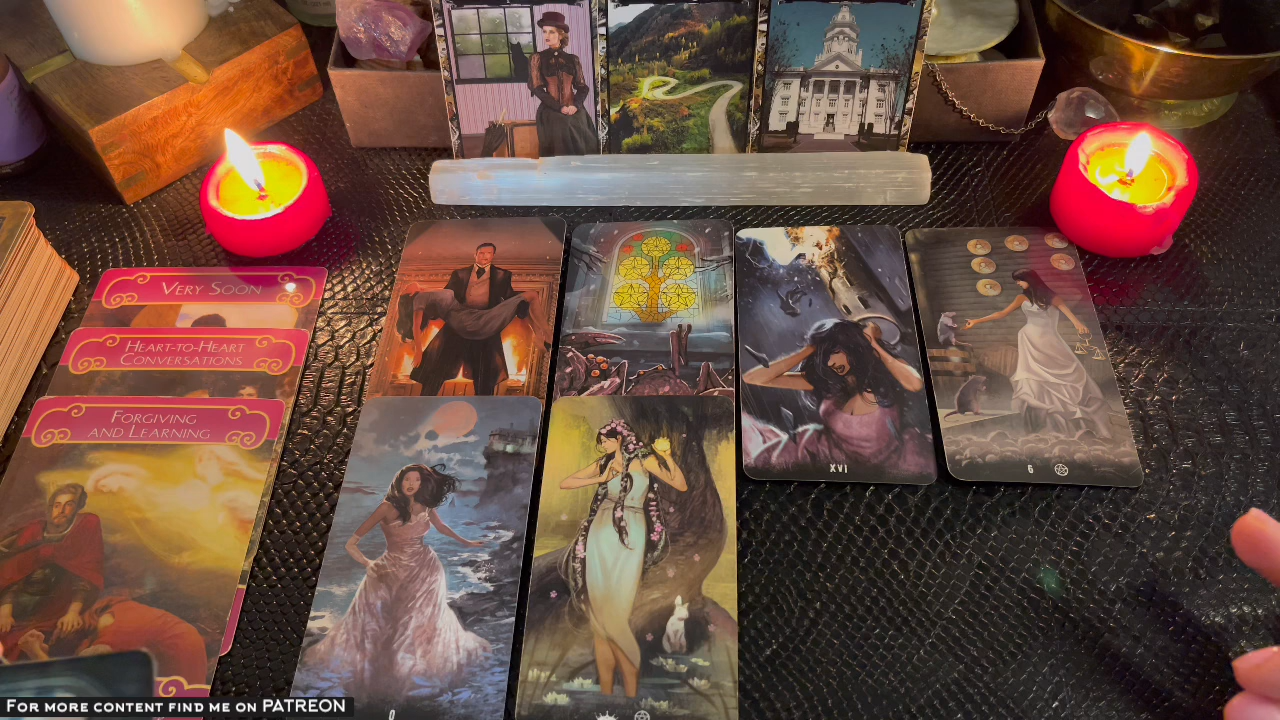 VERY SOON
HEART-TO-HEART
CONVERSATIONS
FORGIVING
AND LEARNING
XVI
6
FOR MORE CONTENT FIND ME ON PATREON